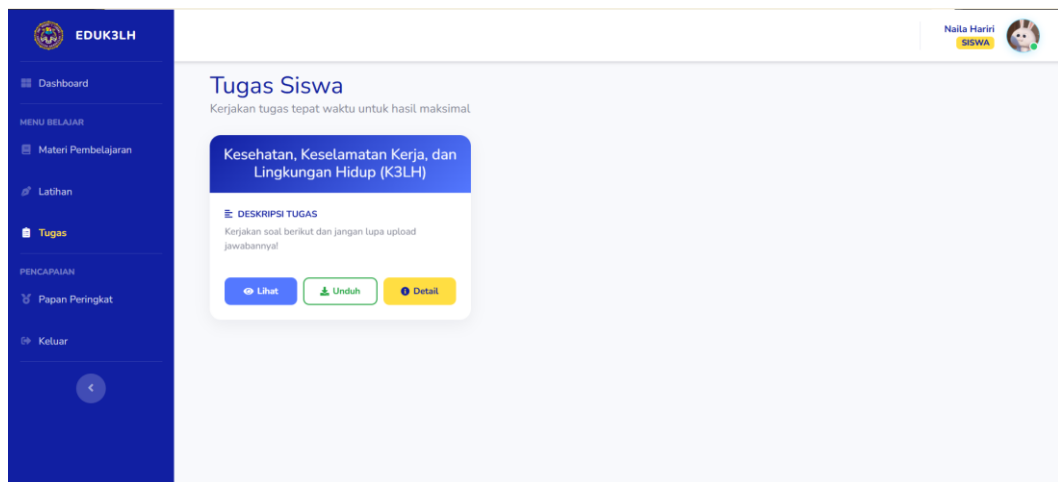 EDUK3LH
Naila Hariri
SISWA
Dashboard
MENU BELAJAR
Materi Pembelajaran
Latihan
Tugas
PENCAPAIAN
Papan Peringkat
Keluar
Tugas Siswa
Kerjakan tugas tepat waktu untuk hasil maksimal
Kesehatan, Keselamatan Kerja, dan
Lingkungan Hidup (K3LH)
DESKRIPSI TUGAS
Kerjakan soal berikut dan jangan lupa upload
jawabannya!
Lihat
Unduh
Detail